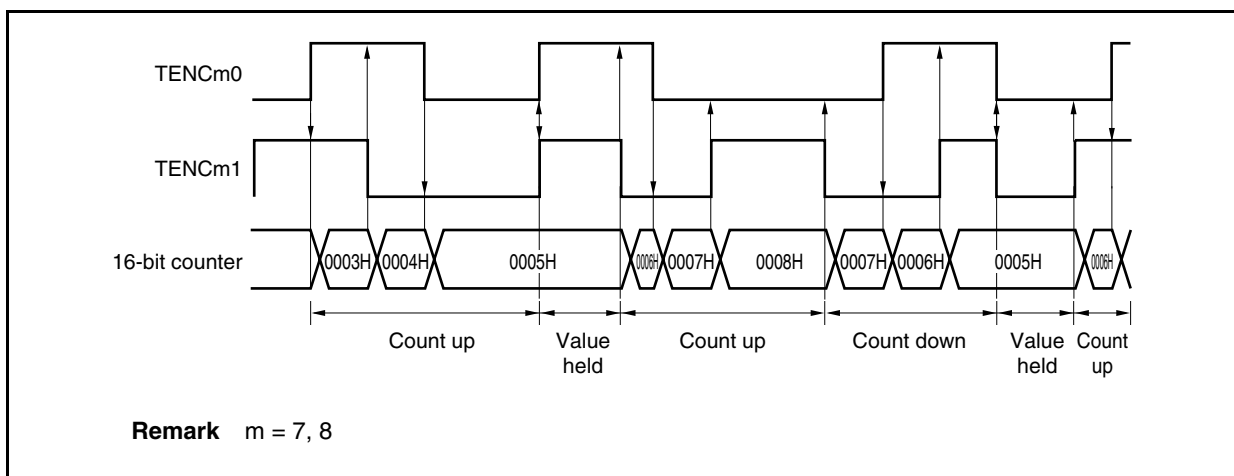 TENCm0
TENCm1
16-bit counter
0003H 0004H 0005H 0006H 0007H 0008H 0007H 0006H 0005H 0006H
Count up
Value held
Count up
Count down
Value held
Count up
Remark m = 7, 8